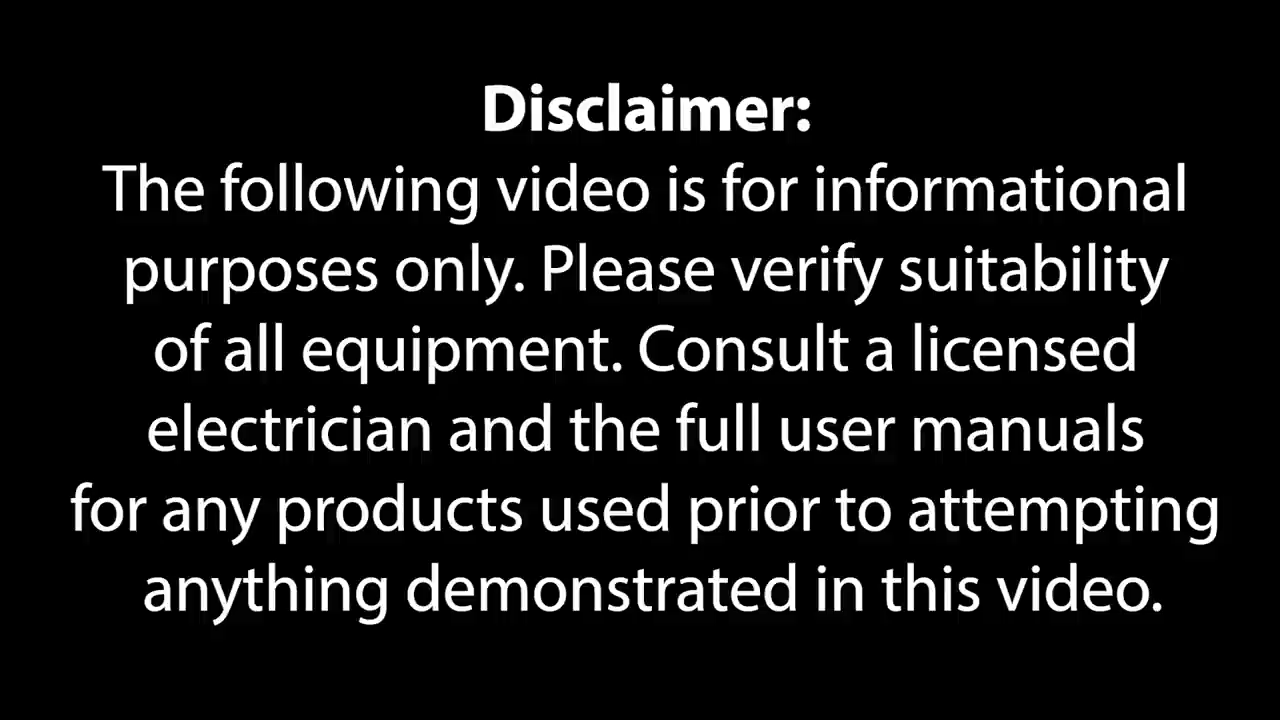 Disclaimer:
The following video is for informational
purposes only. Please verify suitability
of all equipment. Consult a licensed
electrician and the full user manuals
for any products used prior to attempting
anything demonstrated in this video.